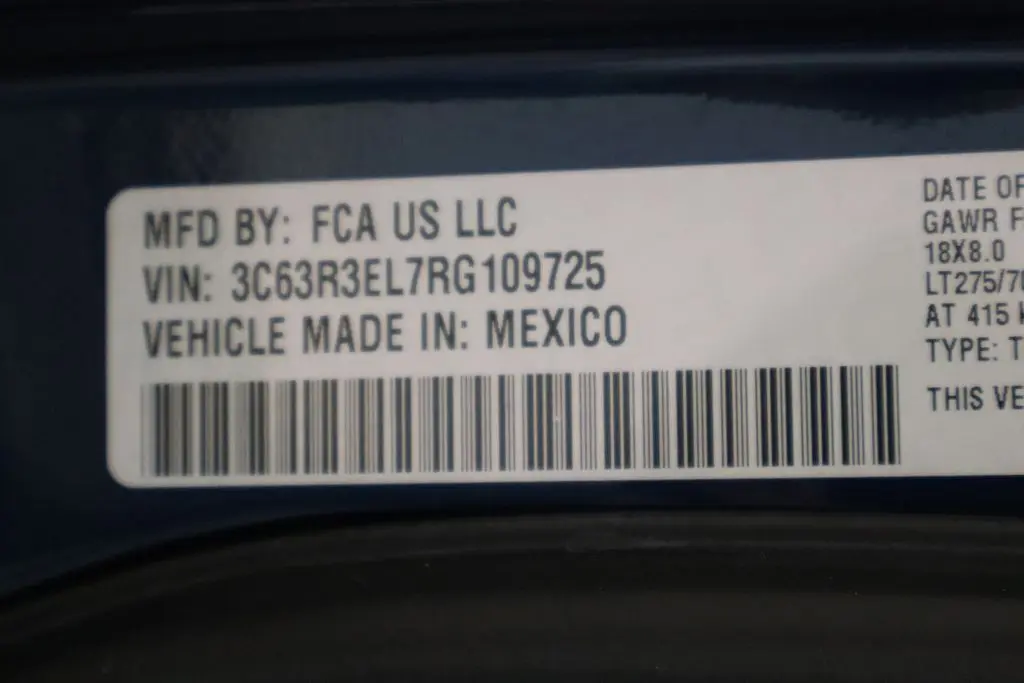 MFD BY: FCA US LLC
VIN: 3C63R3EL7RG109725
VEHICLE MADE IN: MEXICO
DATE OF
GAWR F
18X8.0
LT275/70
AT 415 k
TYPE: T
THIS VE